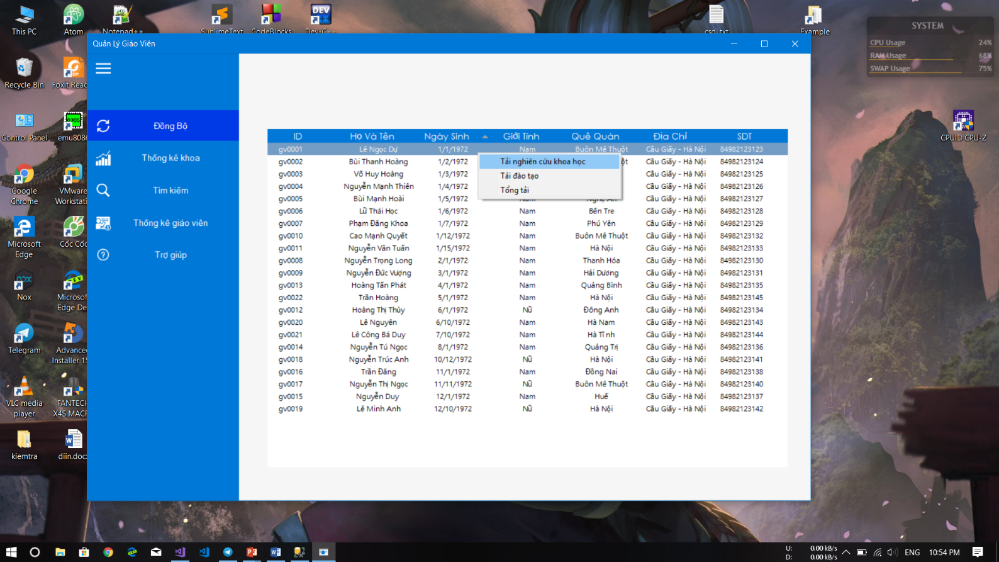 This PC
Atom
Notepad++
SublimeText
CodeBlocks
Dev-C++
csdl.txt
Example
SYSTEM
CPU Usage 24%
RAM Usage 68%
SWAP Usage 75%
Recycle Bin
Foxit Reac
Control Panel
emu808
CPUID CPU-Z
Google
Chrome
VMware
Workstati
Microsoft
Edge
Cốc Cốc
Nox
Microsof
Edge De
Telegram
Advance
Installer 15
VLC media
player
FANTECH
X4S MAC
kiemtra
diin.docx
Quản Lý Giáo Viên
Đồng Bộ
Thống kê khoa
Tìm kiếm
Thống kê giáo viên
Trợ giúp
ID Họ Và Tên Ngày Sinh Giới Tính Quê Quán Địa Chỉ SDT
gv0001 Lê Ngọc Dự 1/1/1972 Nam Buôn Mê Thuột Cầu Giấy - Hà Nội 84982123123
gv0002 Bùi Thanh Hoàng 1/2/1972 ột Cầu Giấy - Hà Nội 84982123124
gv0003 Võ Huy Hoàng 1/3/1972 Cầu Giấy - Hà Nội 84982123125
gv0004 Nguyễn Mạnh Thiên 1/4/1972 Cầu Giấy - Hà Nội 84982123126
gv0005 Bùi Mạnh Hoài 1/5/1972 Nam Nghệ An Cầu Giấy - Hà Nội 84982123127
gv0006 Lữ Thái Học 1/6/1972 Nam Bến Tre Cầu Giấy - Hà Nội 84982123128
gv0007 Phạm Đăng Khoa 1/7/1972 Nam Phú Yên Cầu Giấy - Hà Nội 84982123129
gv0010 Cao Mạnh Quyết 1/12/1972 Nam Buôn Mê Thuột Cầu Giấy - Hà Nội 84982123132
gv0011 Nguyễn Văn Tuấn 1/15/1972 Nam Hà Nội Cầu Giấy - Hà Nội 84982123133
gv0008 Nguyễn Trọng Long 2/1/1972 Nam Thanh Hóa Cầu Giấy - Hà Nội 84982123130
gv0009 Nguyễn Đức Vượng 3/1/1972 Nam Hải Dương Cầu Giấy - Hà Nội 84982123131
gv0013 Hoàng Tấn Phát 4/1/1972 Nam Quảng Bình Cầu Giấy - Hà Nội 84982123135
gv0022 Trần Hoàng 5/1/1972 Nam Hà Nội Cầu Giấy - Hà Nội 84982123145
gv0012 Hoàng Thị Thủy 6/1/1972 Nữ Đông Anh Cầu Giấy - Hà Nội 84982123134
gv0020 Lê Nguyên 6/10/1972 Nam Hà Nam Cầu Giấy - Hà Nội 84982123143
gv0021 Lê Công Bá Duy 7/10/1972 Nam Hà Tĩnh Cầu Giấy - Hà Nội 84982123144
gv0014 Nguyễn Tú Ngọc 8/1/1972 Nam Quảng Trị Cầu Giấy - Hà Nội 84982123136
gv0018 Nguyễn Trúc Anh 10/12/1972 Nữ Hà Nội Cầu Giấy - Hà Nội 84982123141
gv0016 Trần Đăng 11/1/1972 Nam Đồng Nai Cầu Giấy - Hà Nội 84982123138
gv0017 Nguyễn Thị Ngọc 11/11/1972 Nữ Buôn Mê Thuột Cầu Giấy - Hà Nội 84982123140
gv0015 Nguyễn Duy 12/1/1972 Nam Huế Cầu Giấy - Hà Nội 84982123137
gv0019 Lê Minh Anh 12/10/1972 Nữ Hà Nội Cầu Giấy - Hà Nội 84982123142
Tải nghiên cứu khoa học
Tải đào tạo
Tổng tải
U: 0.00 kB/s
D: 0.00 kB/s
ENG
10:54 PM